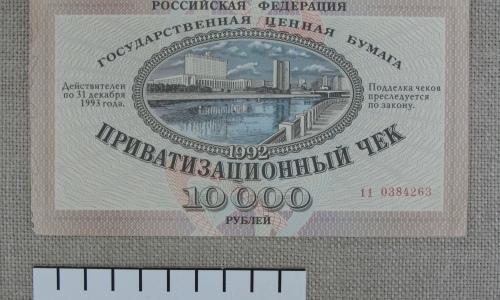 РОССИЙСКАЯ ФЕДЕРАЦИЯ
ГОСУДАРСТВЕННАЯ ЦЕННАЯ БУМАГА
Действителен
по 31 декабря
1993 года.
Подделка чеков
преследуется
по закону.
1992
ПРИВАТИЗАЦИОННЫЙ ЧЕК
10 000
РУБЛЕЙ
11 0384263